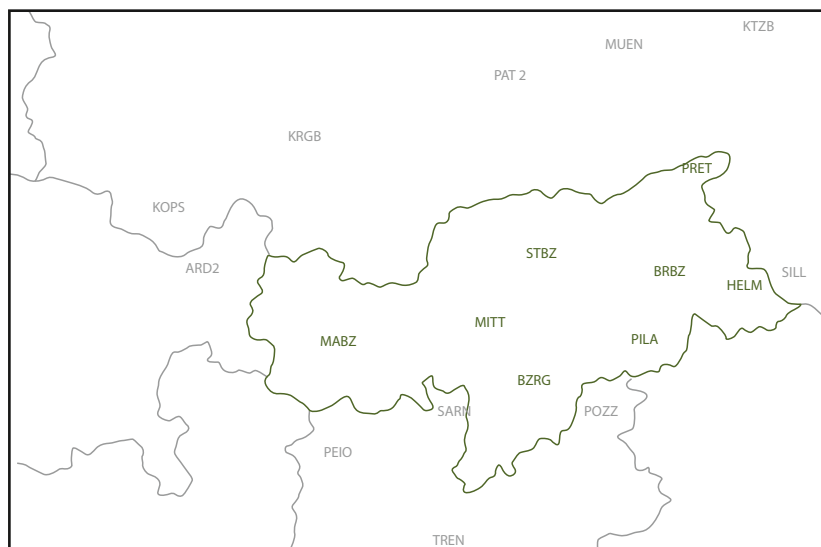 KTZB
MUEN
PAT 2
KRGB
PRET
KOPS
STBZ
ARD2
BRBZ
SILL
HELM
MITT
MABZ
PILA
BZRG
SARN
POZZ
PEIO
TREN